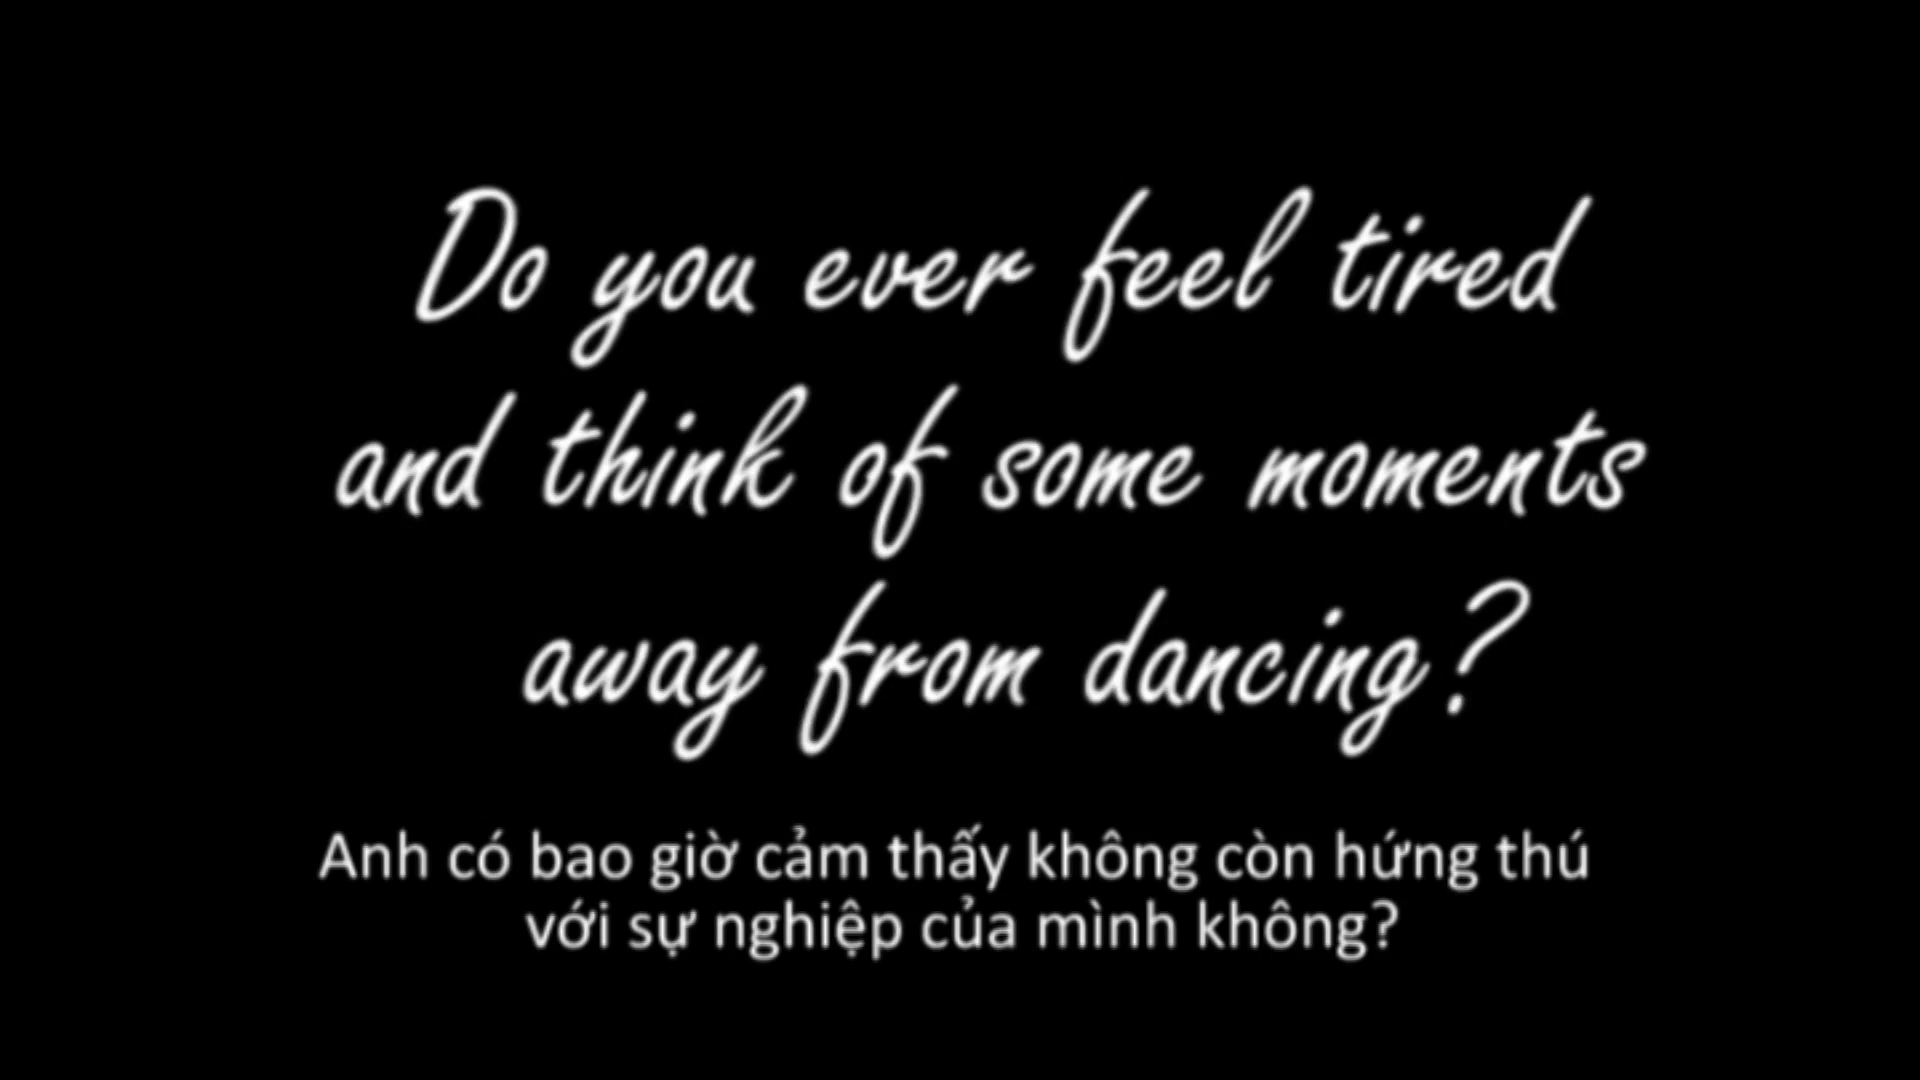 Do you ever feel tired
and think of some moments
away from dancing?
Anh có bao giờ cảm thấy không còn hứng thú
với sự nghiệp của mình không?